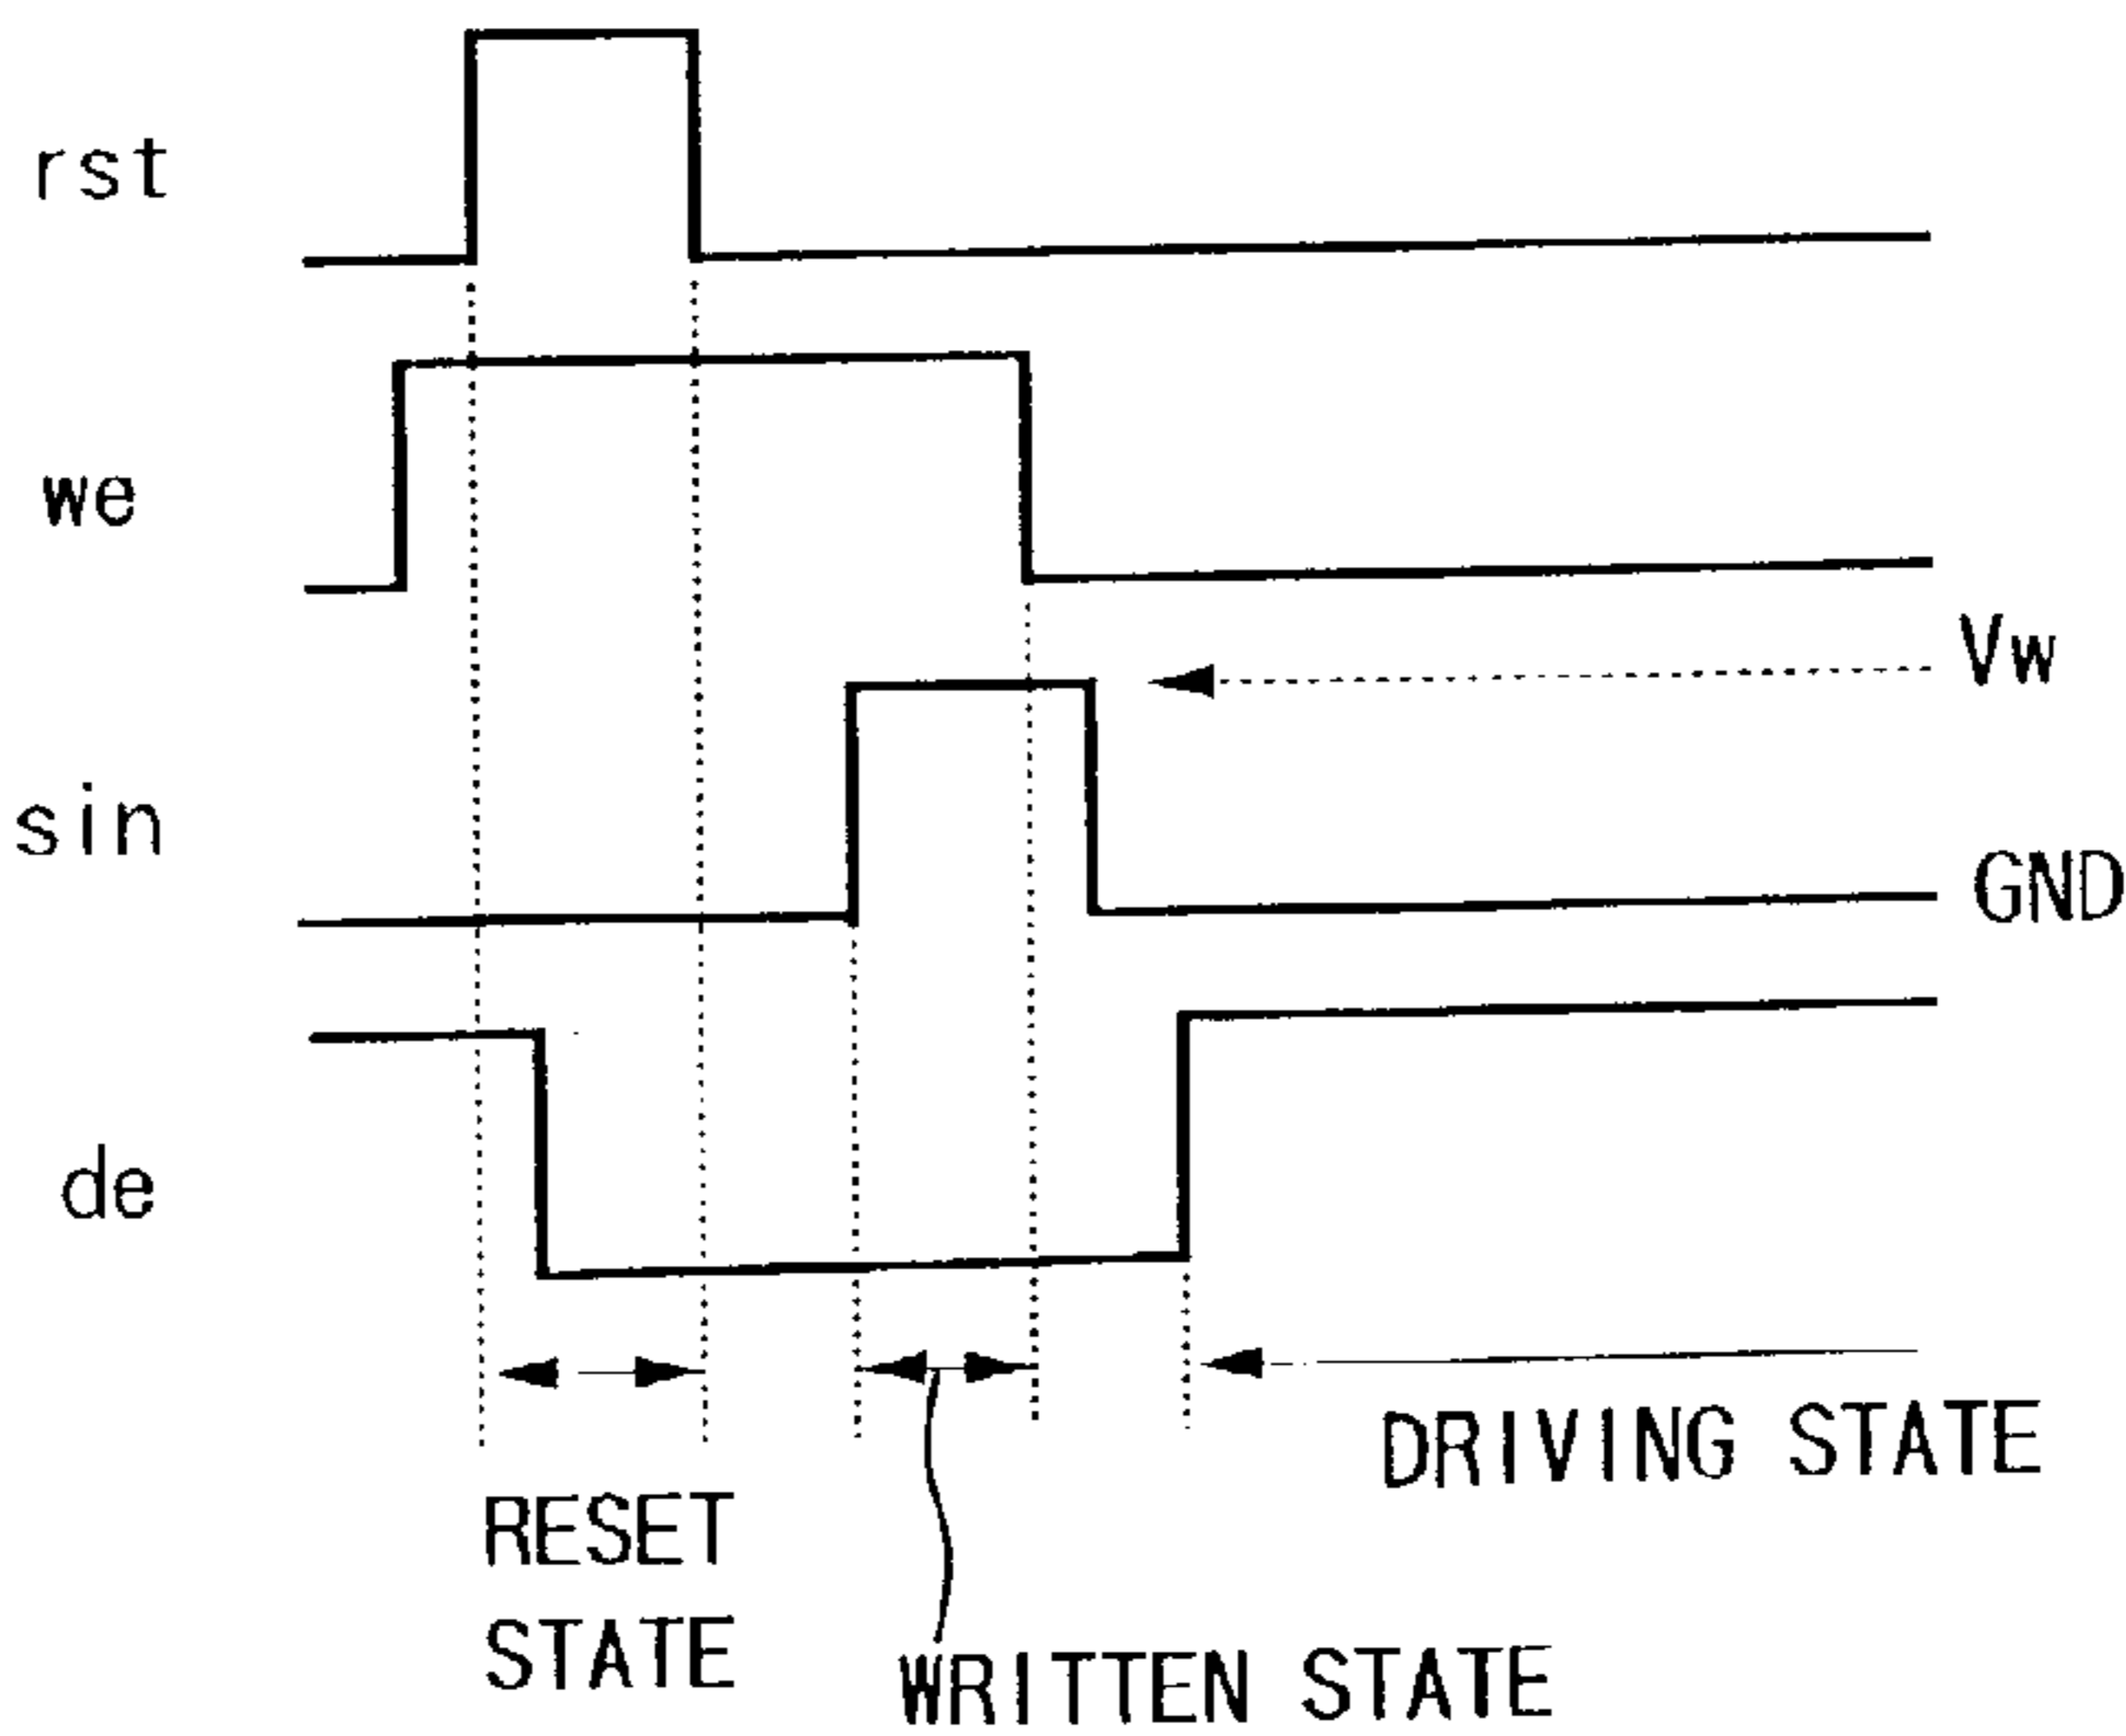 rst
we
Vw
sin
GND
de
DRIVING STATE
RESET
STATE
WRITTEN STATE